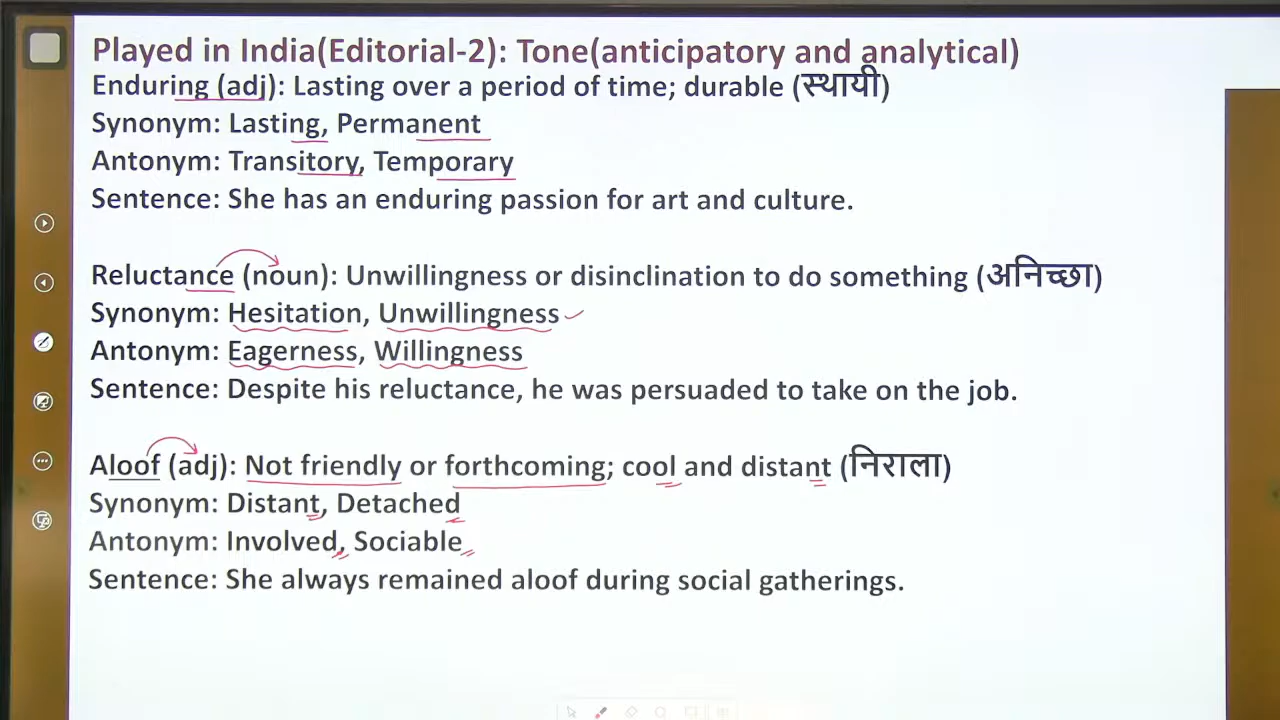 Played in India(Editorial-2): Tone(anticipatory and analytical)
Enduring (adj): Lasting over a period of time; durable (स्थायी)
Synonym: Lasting, Permanent
Antonym: Transitory, Temporary
Sentence: She has an enduring passion for art and culture.
Reluctance (noun): Unwillingness or disinclination to do something (अनिच्छा)
Synonym: Hesitation, Unwillingness
Antonym: Eagerness, Willingness
Sentence: Despite his reluctance, he was persuaded to take on the job.
Aloof (adj): Not friendly or forthcoming; cool and distant (निराला)
Synonym: Distant, Detached
Antonym: Involved, Sociable
Sentence: She always remained aloof during social gatherings.